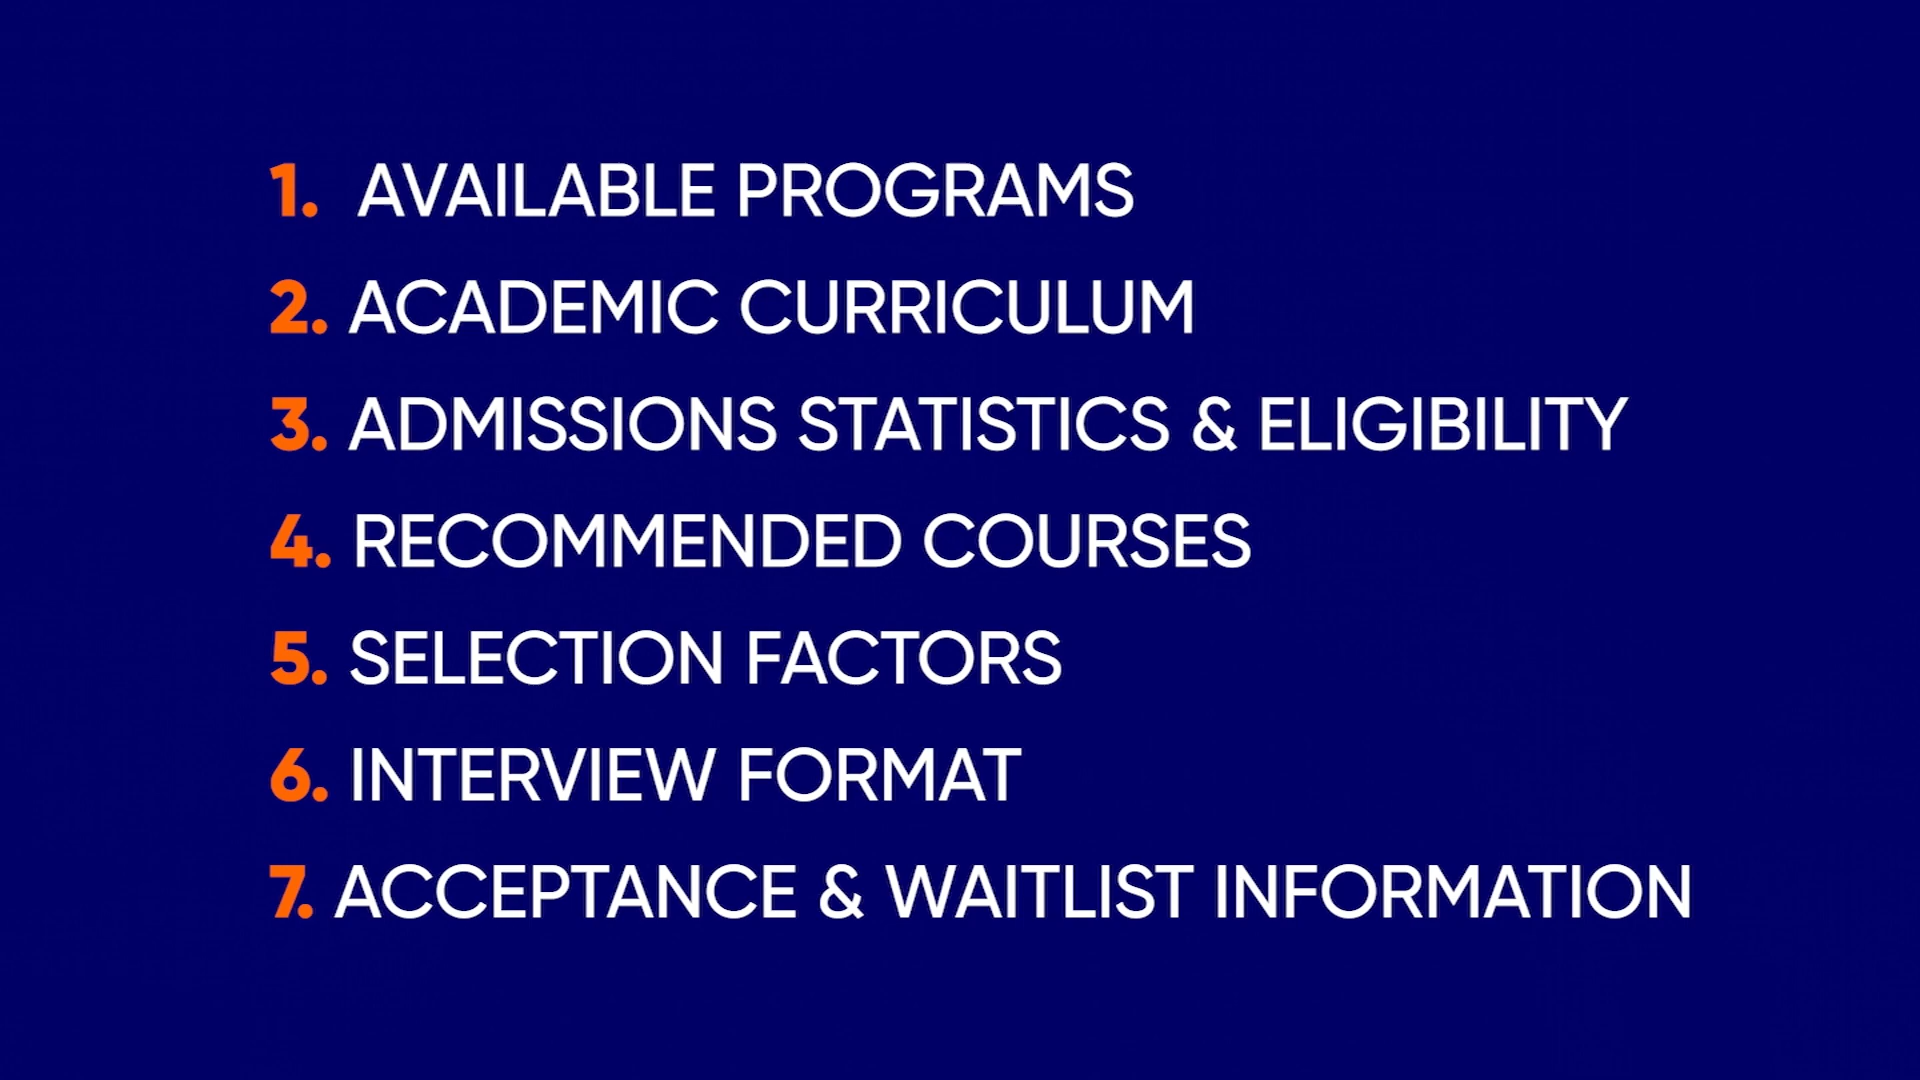 1. AVAILABLE PROGRAMS
2. ACADEMIC CURRICULUM
3. ADMISSIONS STATISTICS & ELIGIBILITY
4. RECOMMENDED COURSES
5. SELECTION FACTORS
6. INTERVIEW FORMAT
7. ACCEPTANCE & WAITLIST INFORMATION